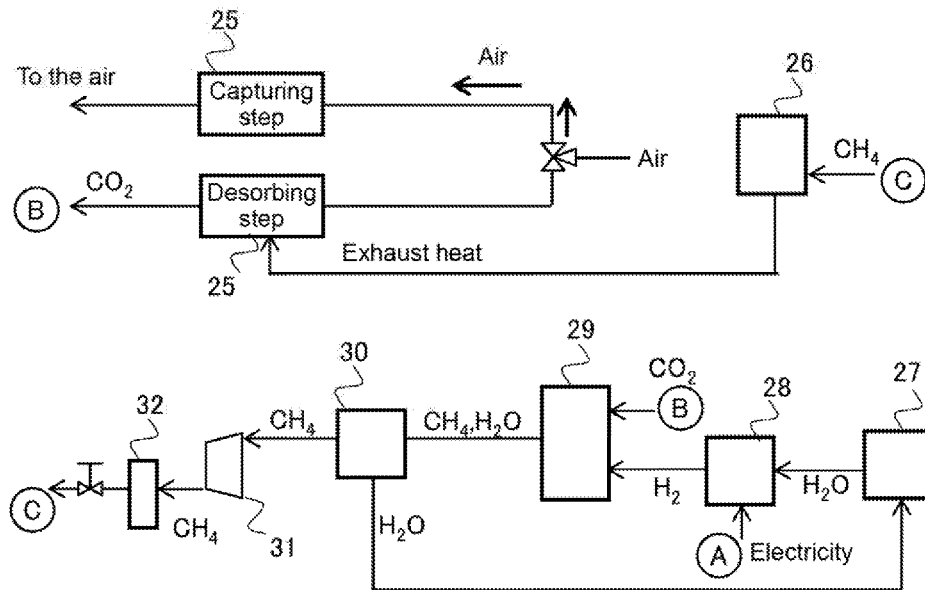 25
To the air
Air
26
Capturing
step
Air
CH4
C
CO2
B
Desorbing
step
Exhaust heat
25
29
30
CO2
27
28
B
32
CH4
CH4,H2O
H2
H2O
C
CH4
H2O
31
A
Electricity